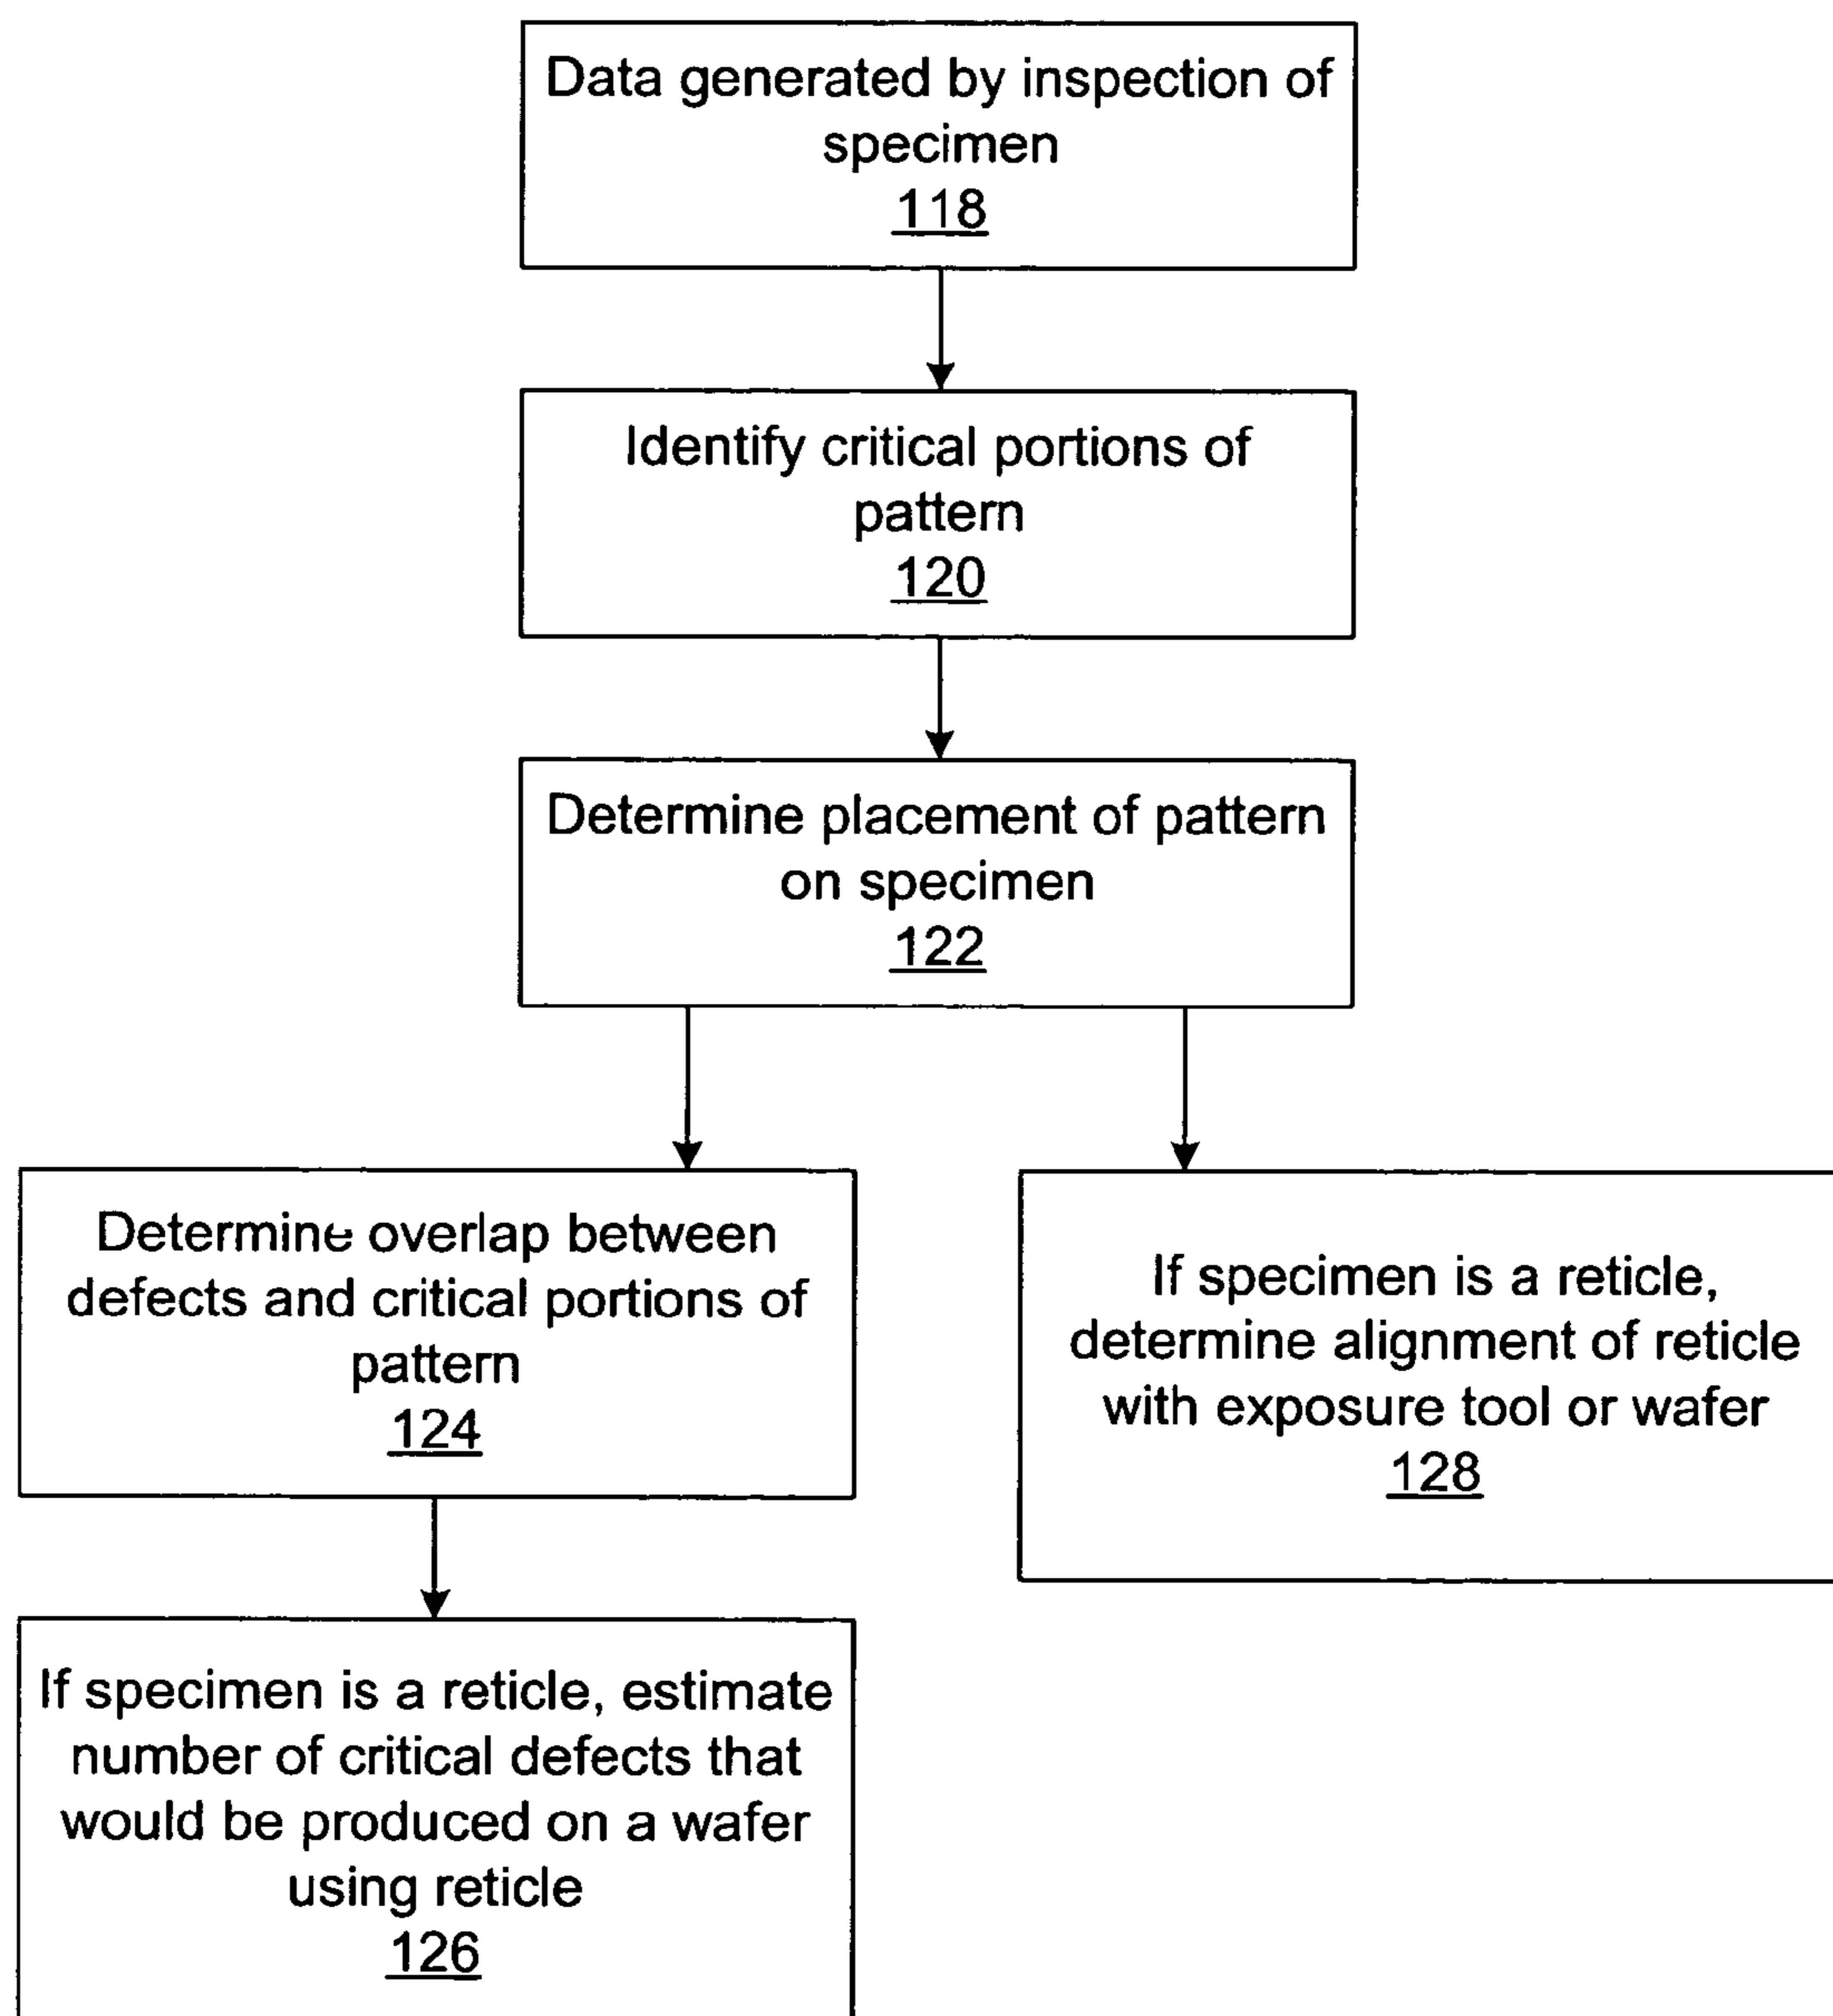 Data generated by inspection of
specimen
118
Identify critical portions of
pattern
120
Determine placement of pattern
on specimen
122
Determine overlap between
defects and critical portions of
pattern
124
If specimen is a reticle,
determine alignment of reticle
with exposure tool or wafer
128
If specimen is a reticle, estimate
number of critical defects that
would be produced on a wafer
using reticle
126